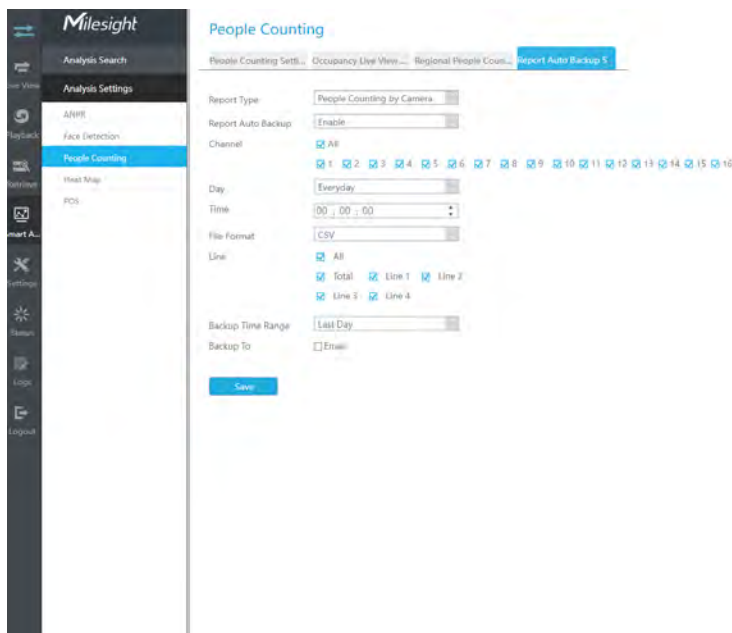 Milesight
Analysis Search
Analysis Settings
ANPR
Face Detection
People Counting
Heat Map
POS
Playback
Retrieve
Smart A...
Settings
Status
Logs
Logout
People Counting
People Counting Setti... Occupancy Live View ... Regional People Coun... Report Auto Backup S
Report Type People Counting by Camera
Report Auto Backup Enable
Channel All
1 2 3 4 5 6 7 8 9 10 11 12 13 14 15 16
Day Everyday
Time 00 : 00 : 00
File Format CSV
Line All
Total Line 1 Line 2
Line 3 Line 4
Backup Time Range Last Day
Backup To Email
Save